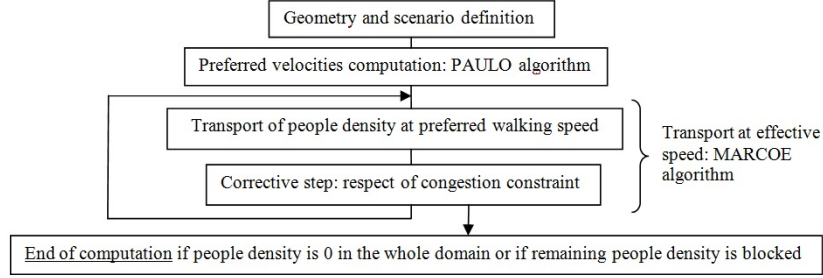 Geometry and scenario definition
Preferred velocities computation: PAULO algorithm
Transport of people density at preferred walking speed
Corrective step: respect of congestion constraint
Transport at effective
speed: MARCOE
algorithm
End of computation if people density is 0 in the whole domain or if remaining people density is blocked